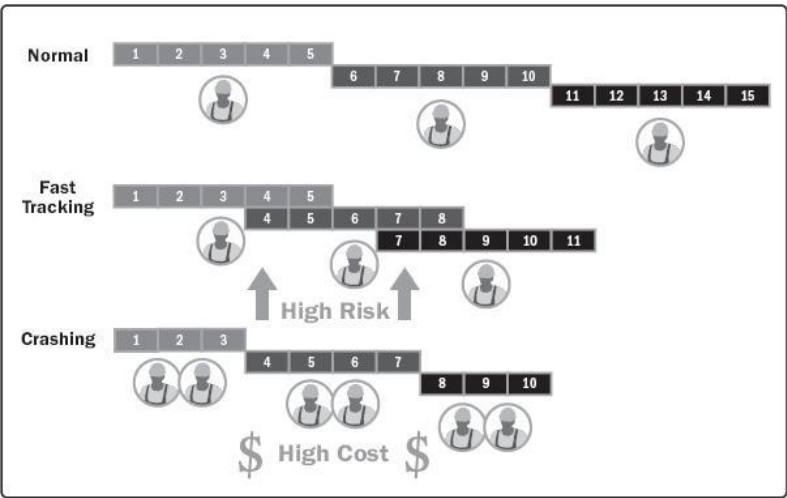 Normal
1 2 3 4 5
6 7 8 9 10
11 12 13 14 15
Fast
Tracking
1 2 3 4 5
4 5 6 7 8
7 8 9 10 11
High Risk
Crashing
1 2 3
4 5 6 7
8 9 10
$ High Cost $